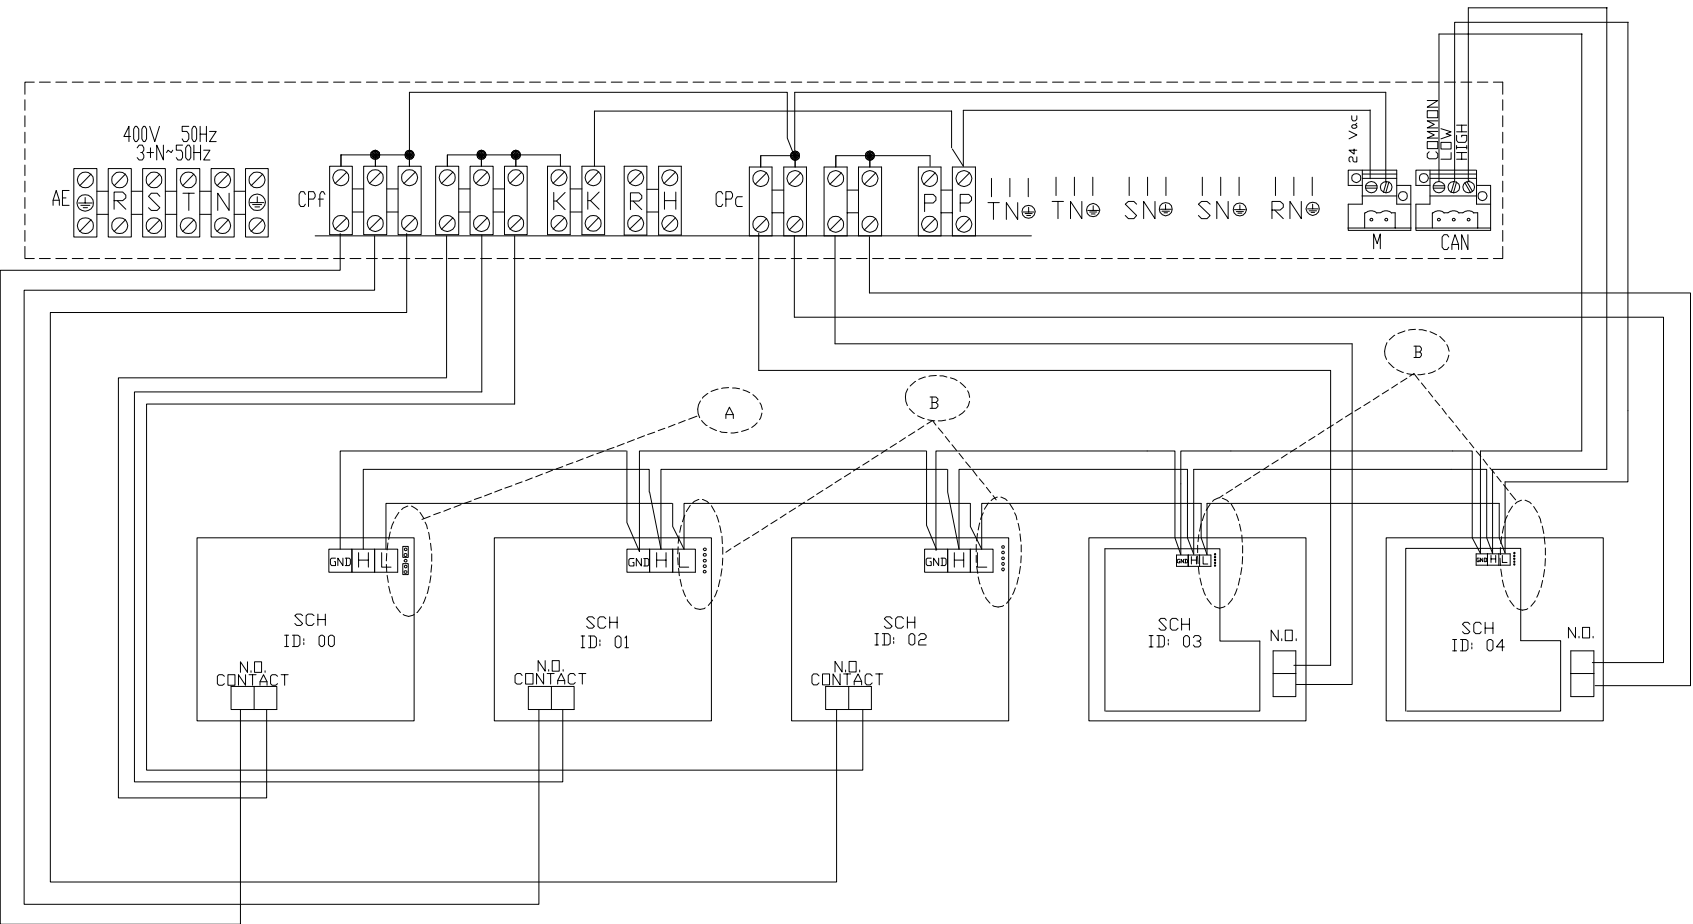 400V 50Hz
3+N~50Hz
AE R S T N
CPf K K R H
CPc P P
TN TN SN SN RN
24 Vac
COMMON
LOW
HIGH
M
CAN
A
B
B
GND H L
GND H L
GND H L
GND H L
GND H L
SCH
ID: 00
SCH
ID: 01
SCH
ID: 02
SCH
ID: 03
SCH
ID: 04
N.O.
CONTACT
N.O.
CONTACT
N.O.
CONTACT
N.O.
N.O.